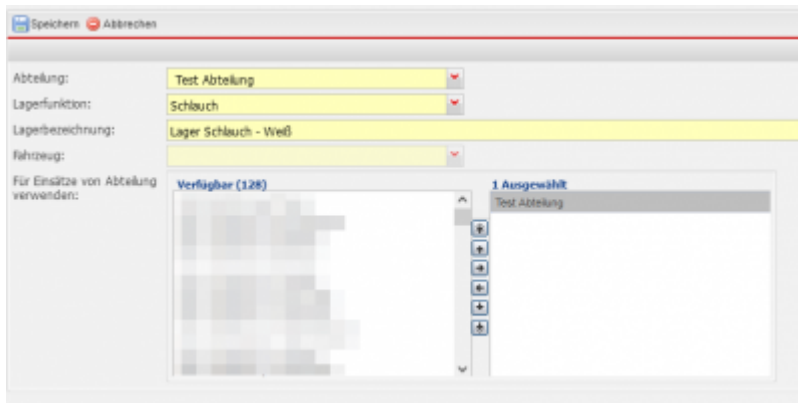 Speichern Abbrechen
Abteilung: Test Abteilung
Lagerfunktion: Schlauch
Lagerbezeichnung: Lager Schlauch - Weiß
Fahrzeug:
Für Einsätze von Abteilung
verwenden:
Verfügbar (128) 1 Ausgewählt
Test Abteilung